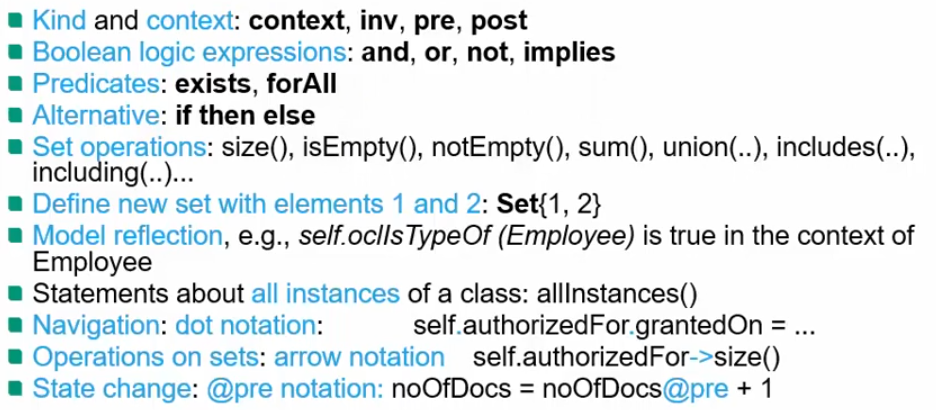 Kind and context: context, inv, pre, post
Boolean logic expressions: and, or, not, implies
Predicates: exists, forAll
Alternative: if then else
Set operations: size(), isEmpty(), notEmpty(), sum(), union(..), includes(..),
including(..)...
Define new set with elements 1 and 2: Set{1, 2}
Model reflection, e.g., self.oclIsTypeOf (Employee) is true in the context of
Employee
Statements about all instances of a class: allInstances()
Navigation: dot notation: self.authorizedFor.grantedOn = ...
Operations on sets: arrow notation self.authorizedFor->size()
State change: @pre notation: noOfDocs = noOfDocs@pre + 1